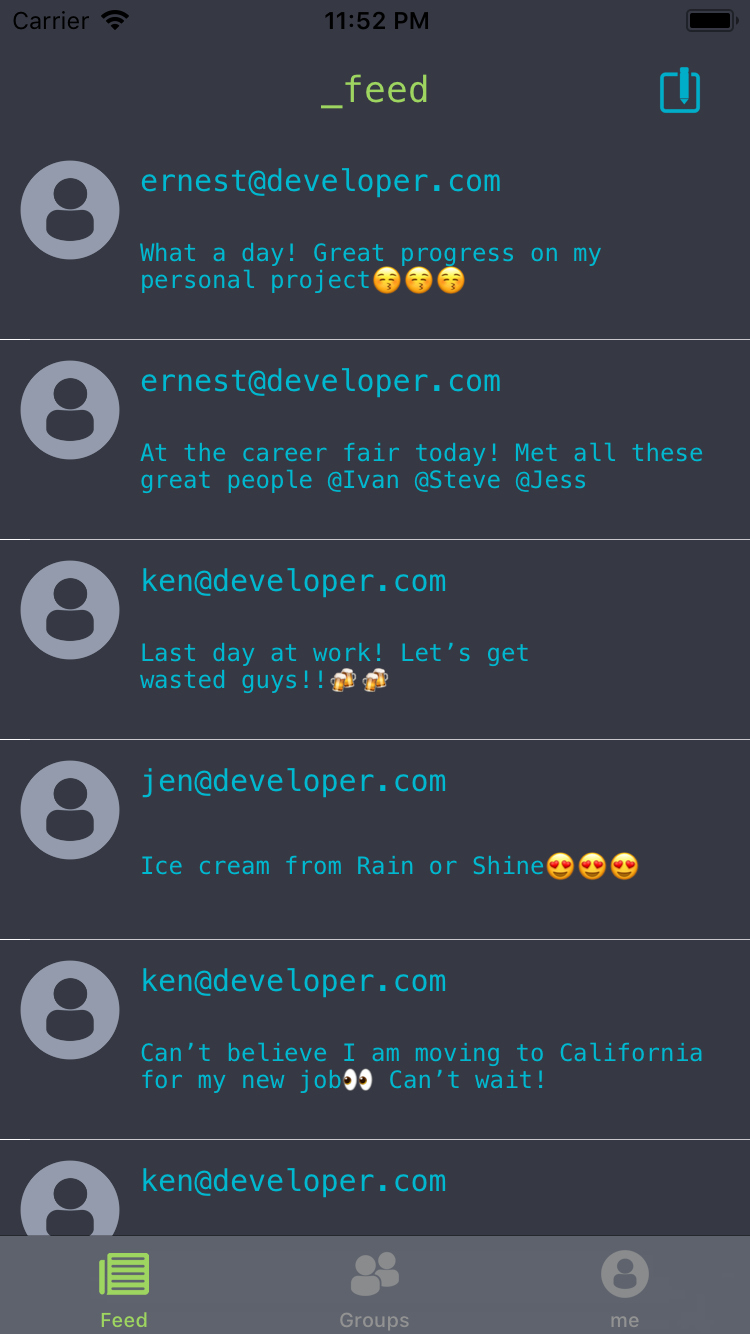 Carrier 11:52 PM
_feed
ernest@developer.com
What a day! Great progress on my
personal project😚😚😚
ernest@developer.com
At the career fair today! Met all these
great people @Ivan @Steve @Jess
ken@developer.com
Last day at work! Let’s get
wasted guys!!🍻🍻
jen@developer.com
Ice cream from Rain or Shine😍😍😍
ken@developer.com
Can’t believe I am moving to California
for my new job👀 Can’t wait!
ken@developer.com
Feed Groups me